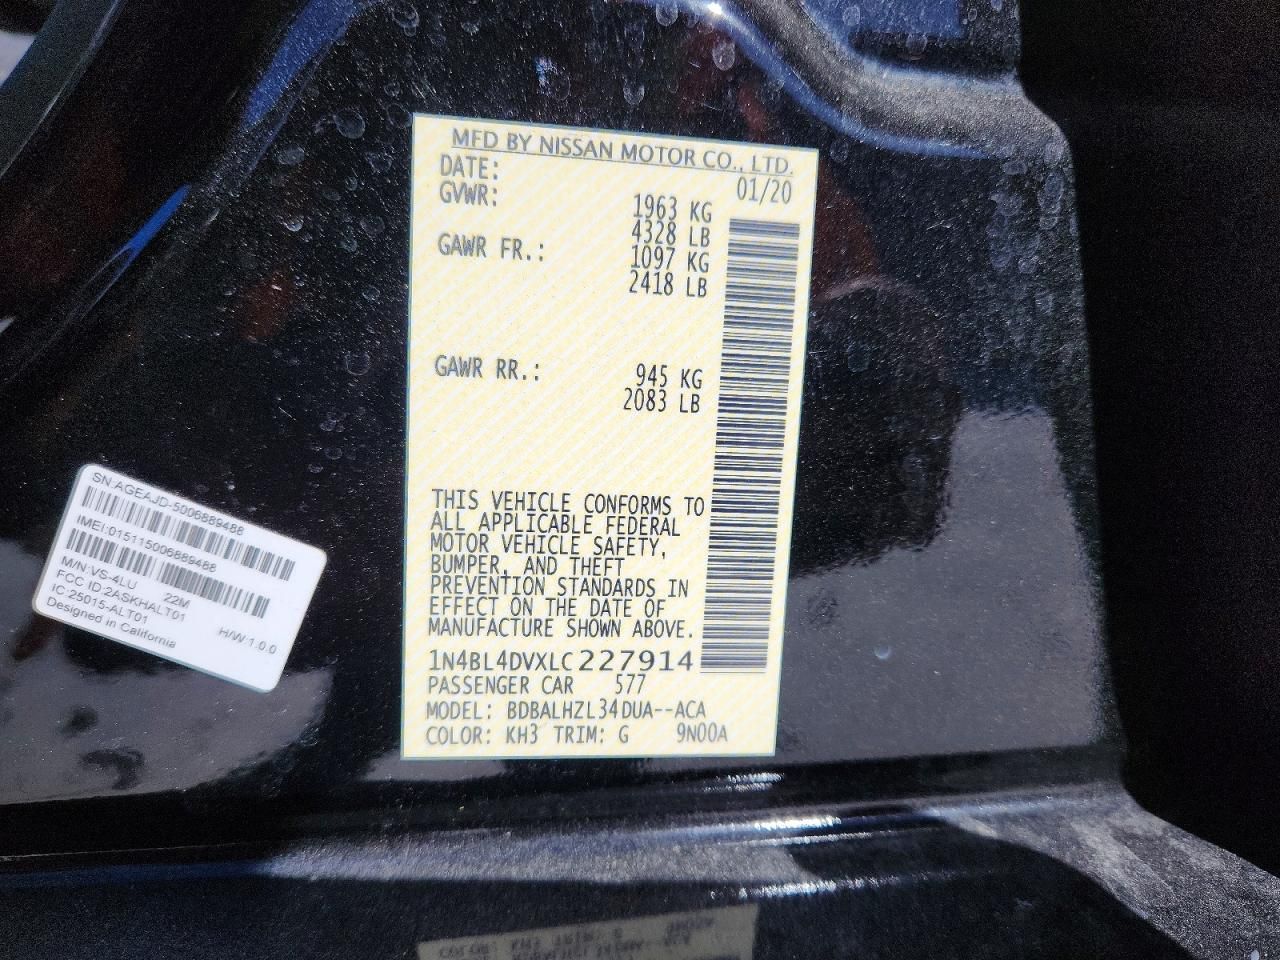 MFD BY NISSAN MOTOR CO., LTD.
DATE: 01/20
GVWR: 1963 KG
4328 LB
GAWR FR.: 1097 KG
2418 LB
GAWR RR.: 945 KG
2083 LB
THIS VEHICLE CONFORMS TO
ALL APPLICABLE FEDERAL
MOTOR VEHICLE SAFETY,
BUMPER, AND THEFT
PREVENTION STANDARDS IN
EFFECT ON THE DATE OF
MANUFACTURE SHOWN ABOVE.
1N4BL4DVXLC227914
PASSENGER CAR 577
MODEL: BDBALHZL34DUA--ACA
COLOR: KH3 TRIM: G 9N00A
SN:AGEAJD-5006889488
IMEI:015115006889488
M/N:VS-4LU 22M
FCC ID:2ASKHALT01
IC:25015-ALT01 H/W 1.0.0
Designed in California